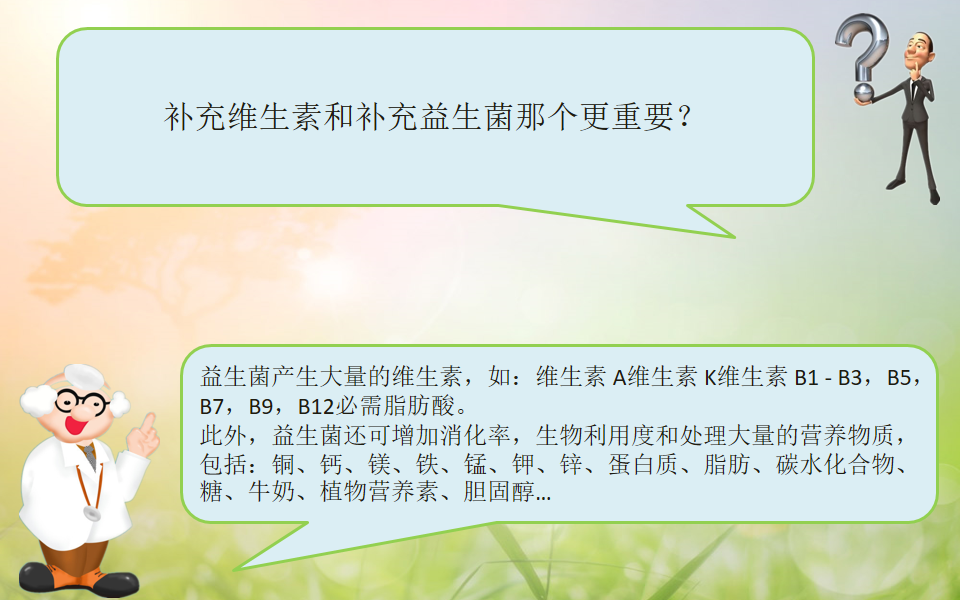 补充维生素和补充益生菌那个更重要？
益生菌产生大量的维生素，如：维生素 A维生素 K维生素 B1 - B3，B5，
B7，B9，B12必需脂肪酸。
此外，益生菌还可增加消化率，生物利用度和处理大量的营养物质，
包括：铜、钙、镁、铁、锰、钾、锌、蛋白质、脂肪、碳水化合物、
糖、牛奶、植物营养素、胆固醇...